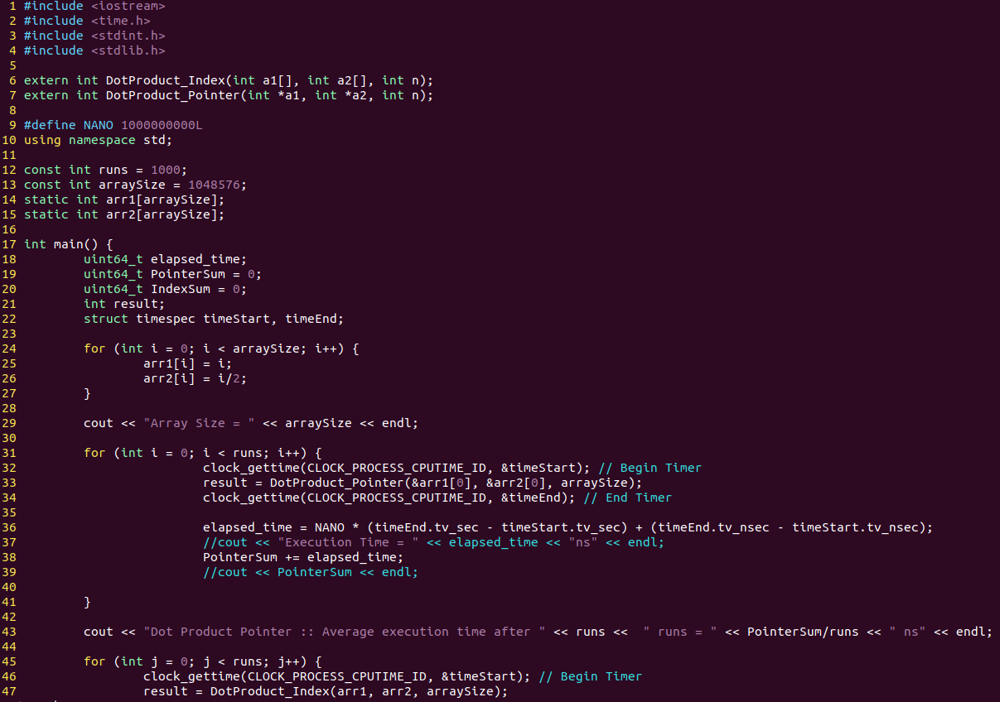 1 #include <iostream>
2 #include <time.h>
3 #include <stdint.h>
4 #include <stdlib.h>
5
6 extern int DotProduct_Index(int a1[], int a2[], int n);
7 extern int DotProduct_Pointer(int *a1, int *a2, int n);
8
9 #define NANO 1000000000L
10 using namespace std;
11
12 const int runs = 1000;
13 const int arraySize = 1048576;
14 static int arr1[arraySize];
15 static int arr2[arraySize];
16
17 int main() {
18         uint64_t elapsed_time;
19         uint64_t PointerSum = 0;
20         uint64_t IndexSum = 0;
21         int result;
22         struct timespec timeStart, timeEnd;
23
24         for (int i = 0; i < arraySize; i++) {
25                 arr1[i] = i;
26                 arr2[i] = i/2;
27         }
28
29         cout << "Array Size = " << arraySize << endl;
30
31         for (int i = 0; i < runs; i++) {
32                         clock_gettime(CLOCK_PROCESS_CPUTIME_ID, &timeStart); // Begin Timer
33                         result = DotProduct_Pointer(&arr1[0], &arr2[0], arraySize);
34                         clock_gettime(CLOCK_PROCESS_CPUTIME_ID, &timeEnd); // End Timer
35
36                         elapsed_time = NANO * (timeEnd.tv_sec - timeStart.tv_sec) + (timeEnd.tv_nsec - timeStart.tv_nsec);
37                         //cout << "Execution Time = " << elapsed_time << "ns" << endl;
38                         PointerSum += elapsed_time;
39                         //cout << PointerSum << endl;
40
41         }
42
43         cout << "Dot Product Pointer :: Average execution time after " << runs <<  " runs = " << PointerSum/runs << " ns" << endl;
44
45         for (int j = 0; j < runs; j++) {
46                 clock_gettime(CLOCK_PROCESS_CPUTIME_ID, &timeStart); // Begin Timer
47                 result = DotProduct_Index(arr1, arr2, arraySize);